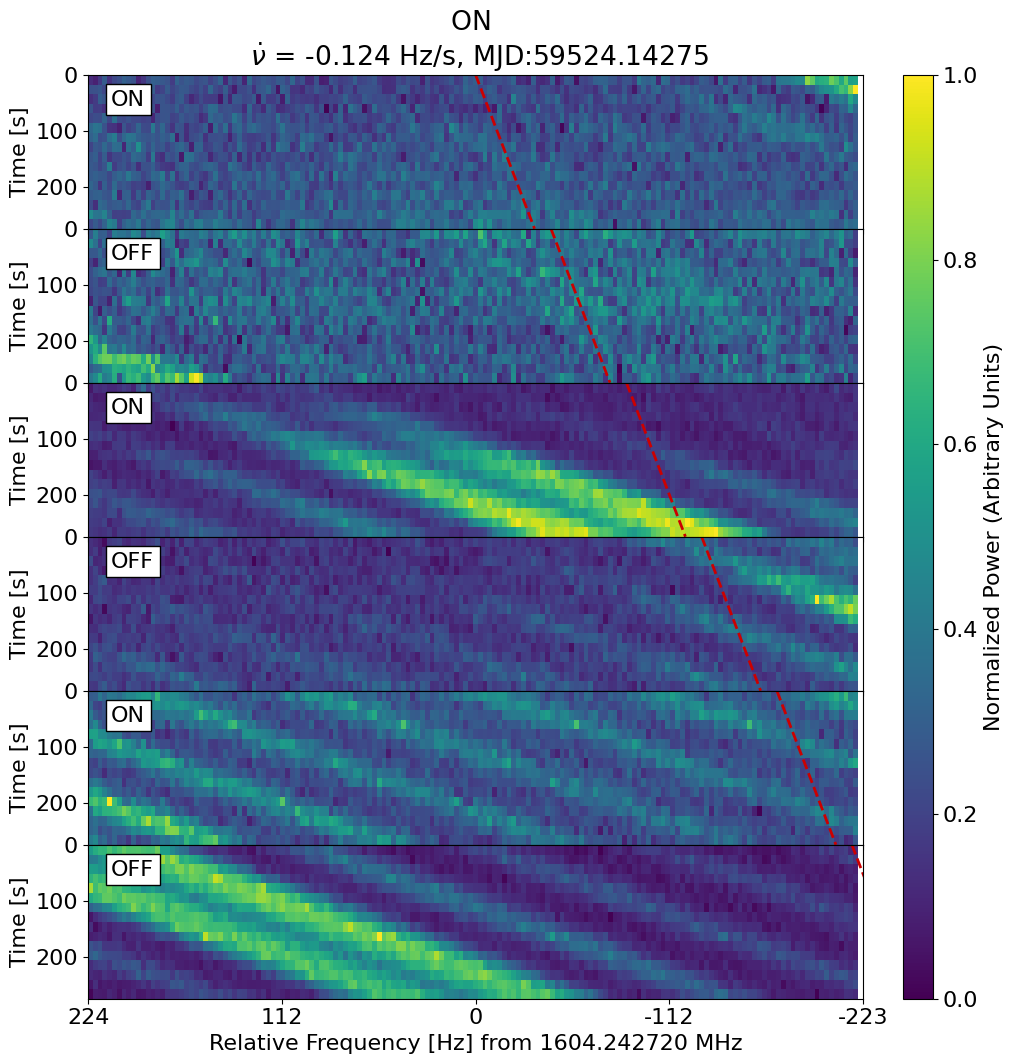 ON
ν̇ = -0.124 Hz/s, MJD:59524.14275
0
100
200
Time [s]
ON
0
100
200
Time [s]
OFF
0
100
200
Time [s]
ON
0
100
200
Time [s]
OFF
0
100
200
Time [s]
ON
0
100
200
Time [s]
OFF
224 112 0 -112 -223
Relative Frequency [Hz] from 1604.242720 MHz
1.0
0.8
0.6
0.4
0.2
0.0
Normalized Power (Arbitrary Units)